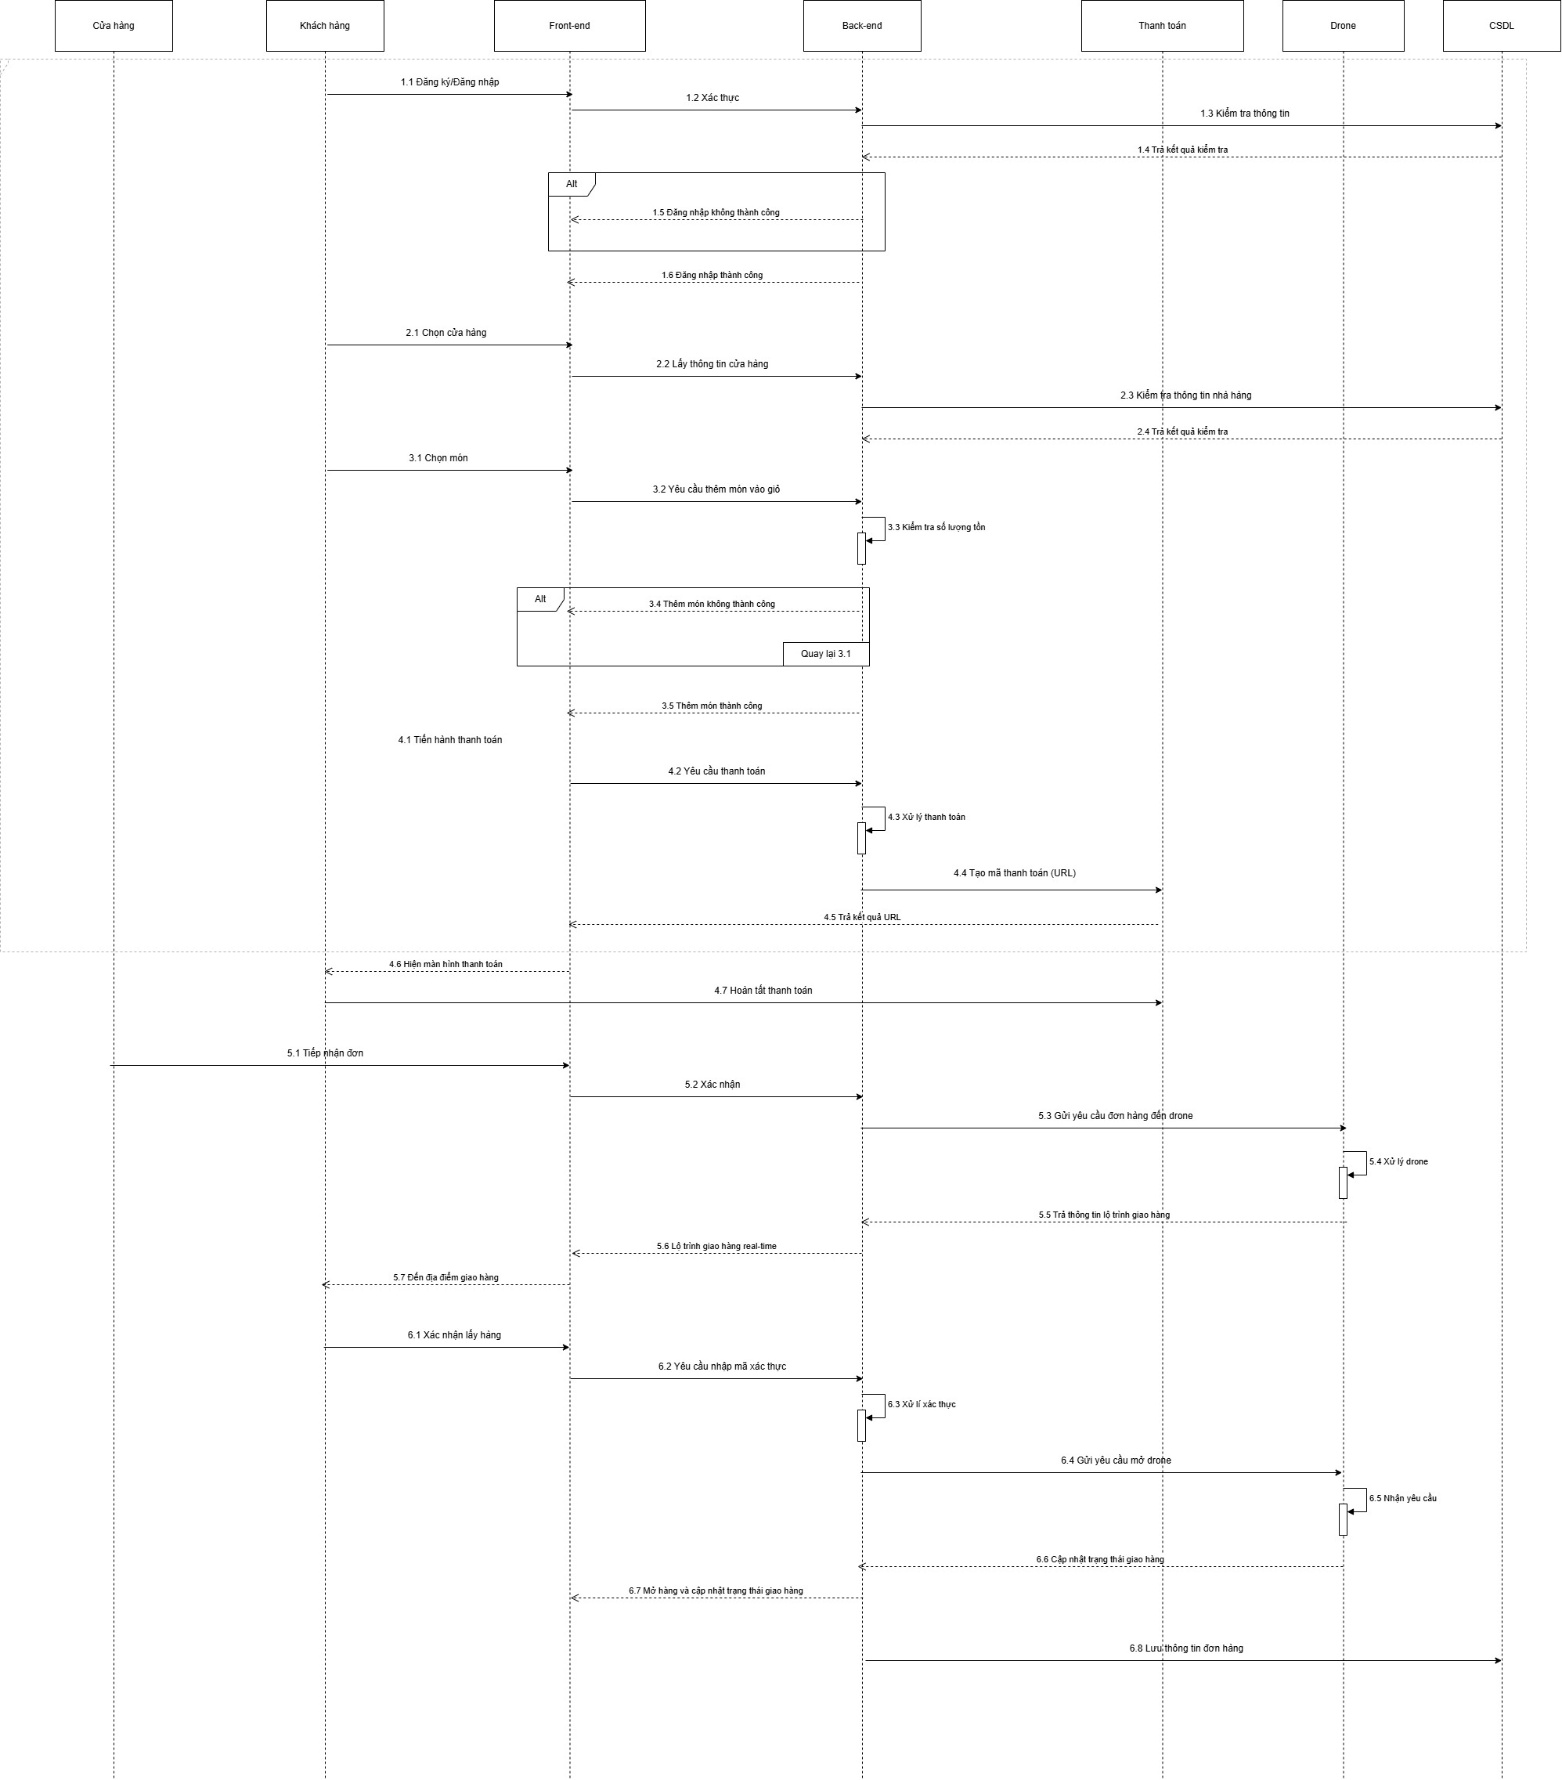 Cửa hàng
Khách hàng
Front-end
Back-end
Thanh toán
Drone
CSDL
1.1 Đăng ký/Đăng nhập
1.2 Xác thực
1.3 Kiểm tra thông tin
1.4 Trả kết quả kiểm tra
Alt
1.5 Đăng nhập không thành công
1.6 Đăng nhập thành công
2.1 Chọn cửa hàng
2.2 Lấy thông tin cửa hàng
2.3 Kiểm tra thông tin nhà hàng
2.4 Trả kết quả kiểm tra
3.1 Chọn món
3.2 Yêu cầu thêm món vào giỏ
3.3 Kiểm tra số lượng tồn
Alt
3.4 Thêm món không thành công
Quay lại 3.1
3.5 Thêm món thành công
4.1 Tiến hành thanh toán
4.2 Yêu cầu thanh toán
4.3 Xử lý thanh toán
4.4 Tạo mã thanh toán (URL)
4.5 Trả kết quả URL
4.6 Hiện màn hình thanh toán
4.7 Hoàn tất thanh toán
5.1 Tiếp nhận đơn
5.2 Xác nhận
5.3 Gửi yêu cầu đơn hàng đến drone
5.4 Xử lý drone
5.5 Trả thông tin lộ trình giao hàng
5.6 Lộ trình giao hàng real-time
5.7 Đến địa điểm giao hàng
6.1 Xác nhận lấy hàng
6.2 Yêu cầu nhập mã xác thực
6.3 Xử lí xác thực
6.4 Gửi yêu cầu mở drone
6.5 Nhận yêu cầu
6.6 Cập nhật trạng thái giao hàng
6.7 Mở hàng và cập nhật trạng thái giao hàng
6.8 Lưu thông tin đơn hàng